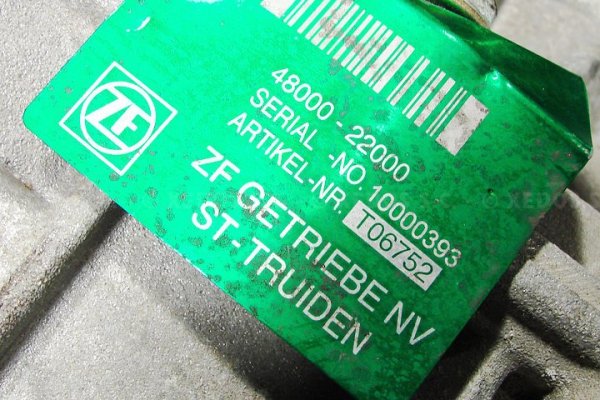 48000 - 22000
SERIAL -NO. 10000393
ARTIKEL-NR. T06752
ZF
ZF GETRIEBE NV
ST-TRUIDEN